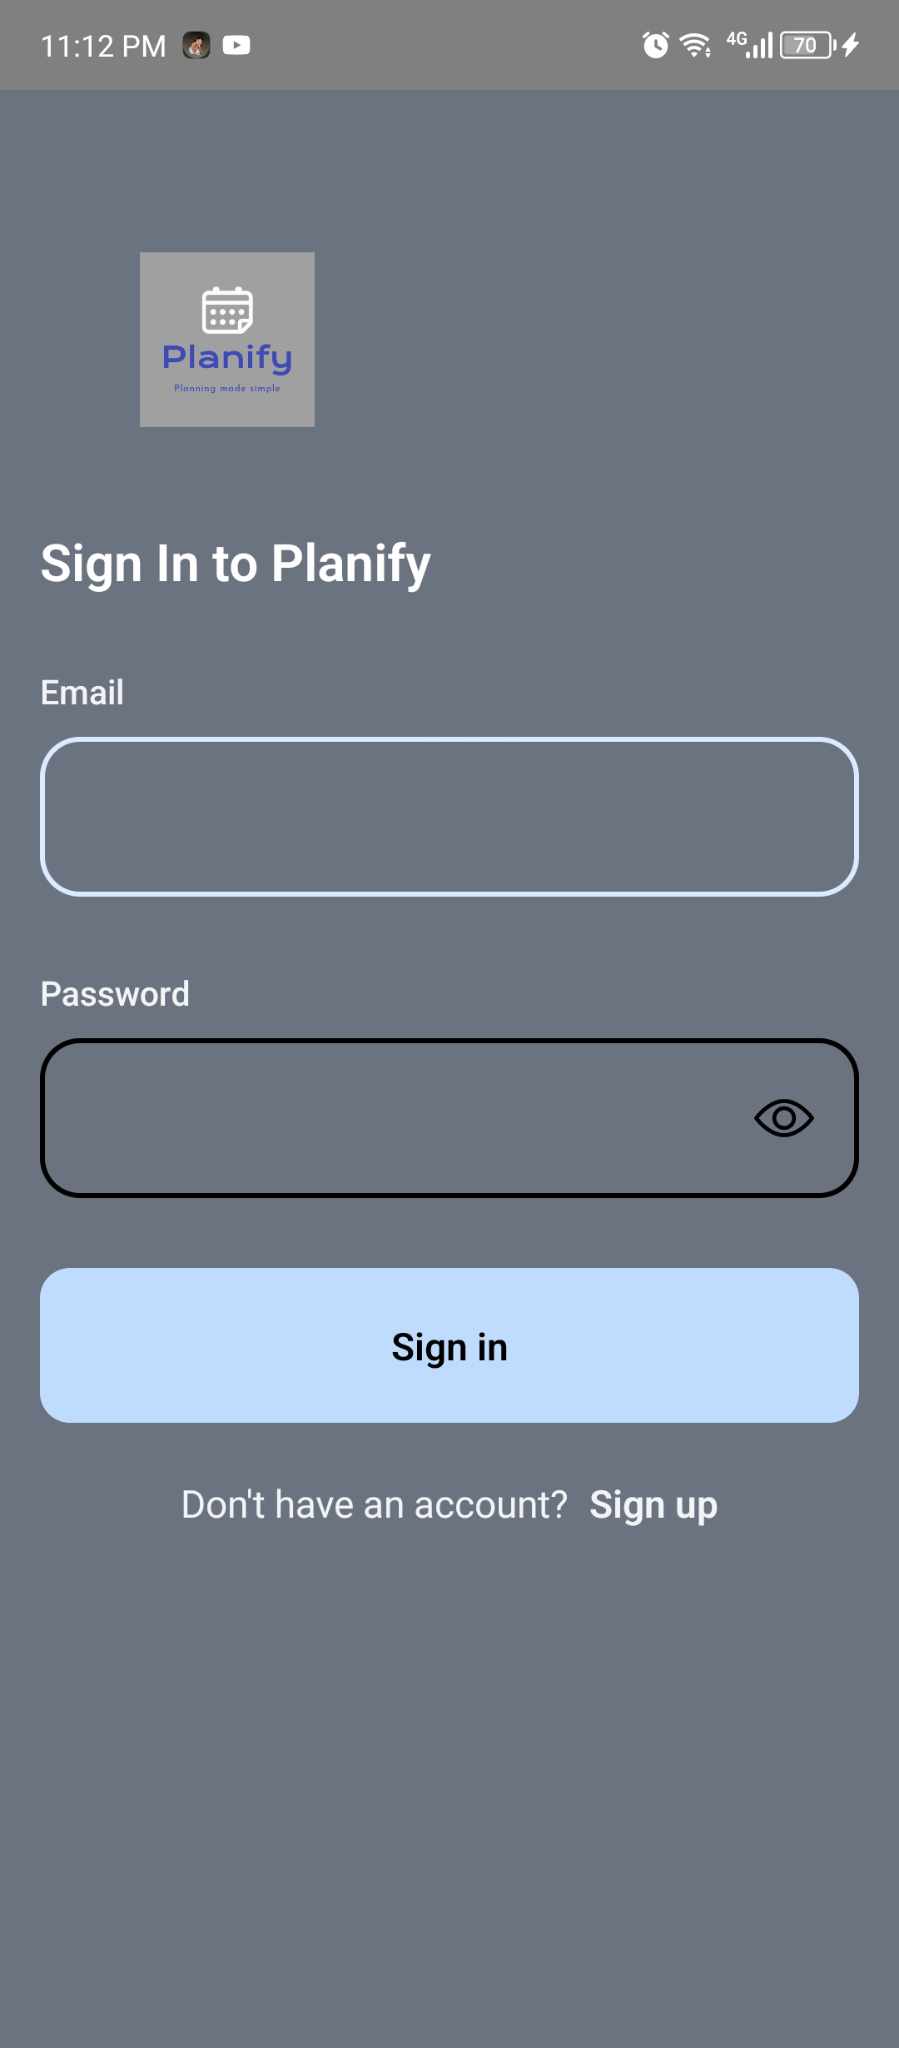 11:12 PM 4G 70
Planify
Planning made simple
Sign In to Planify
Email
Password
Sign in
Don't have an account? Sign up